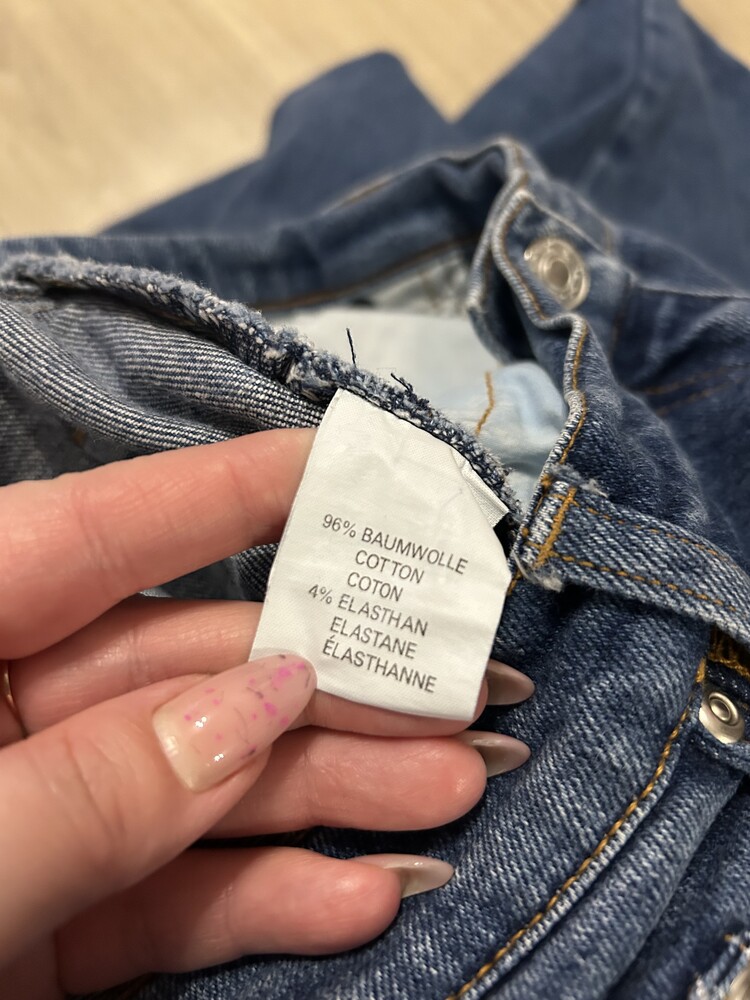 96% BAUMWOLLE
COTTON
COTON
4% ELASTHAN
ELASTANE
ÉLASTHANNE